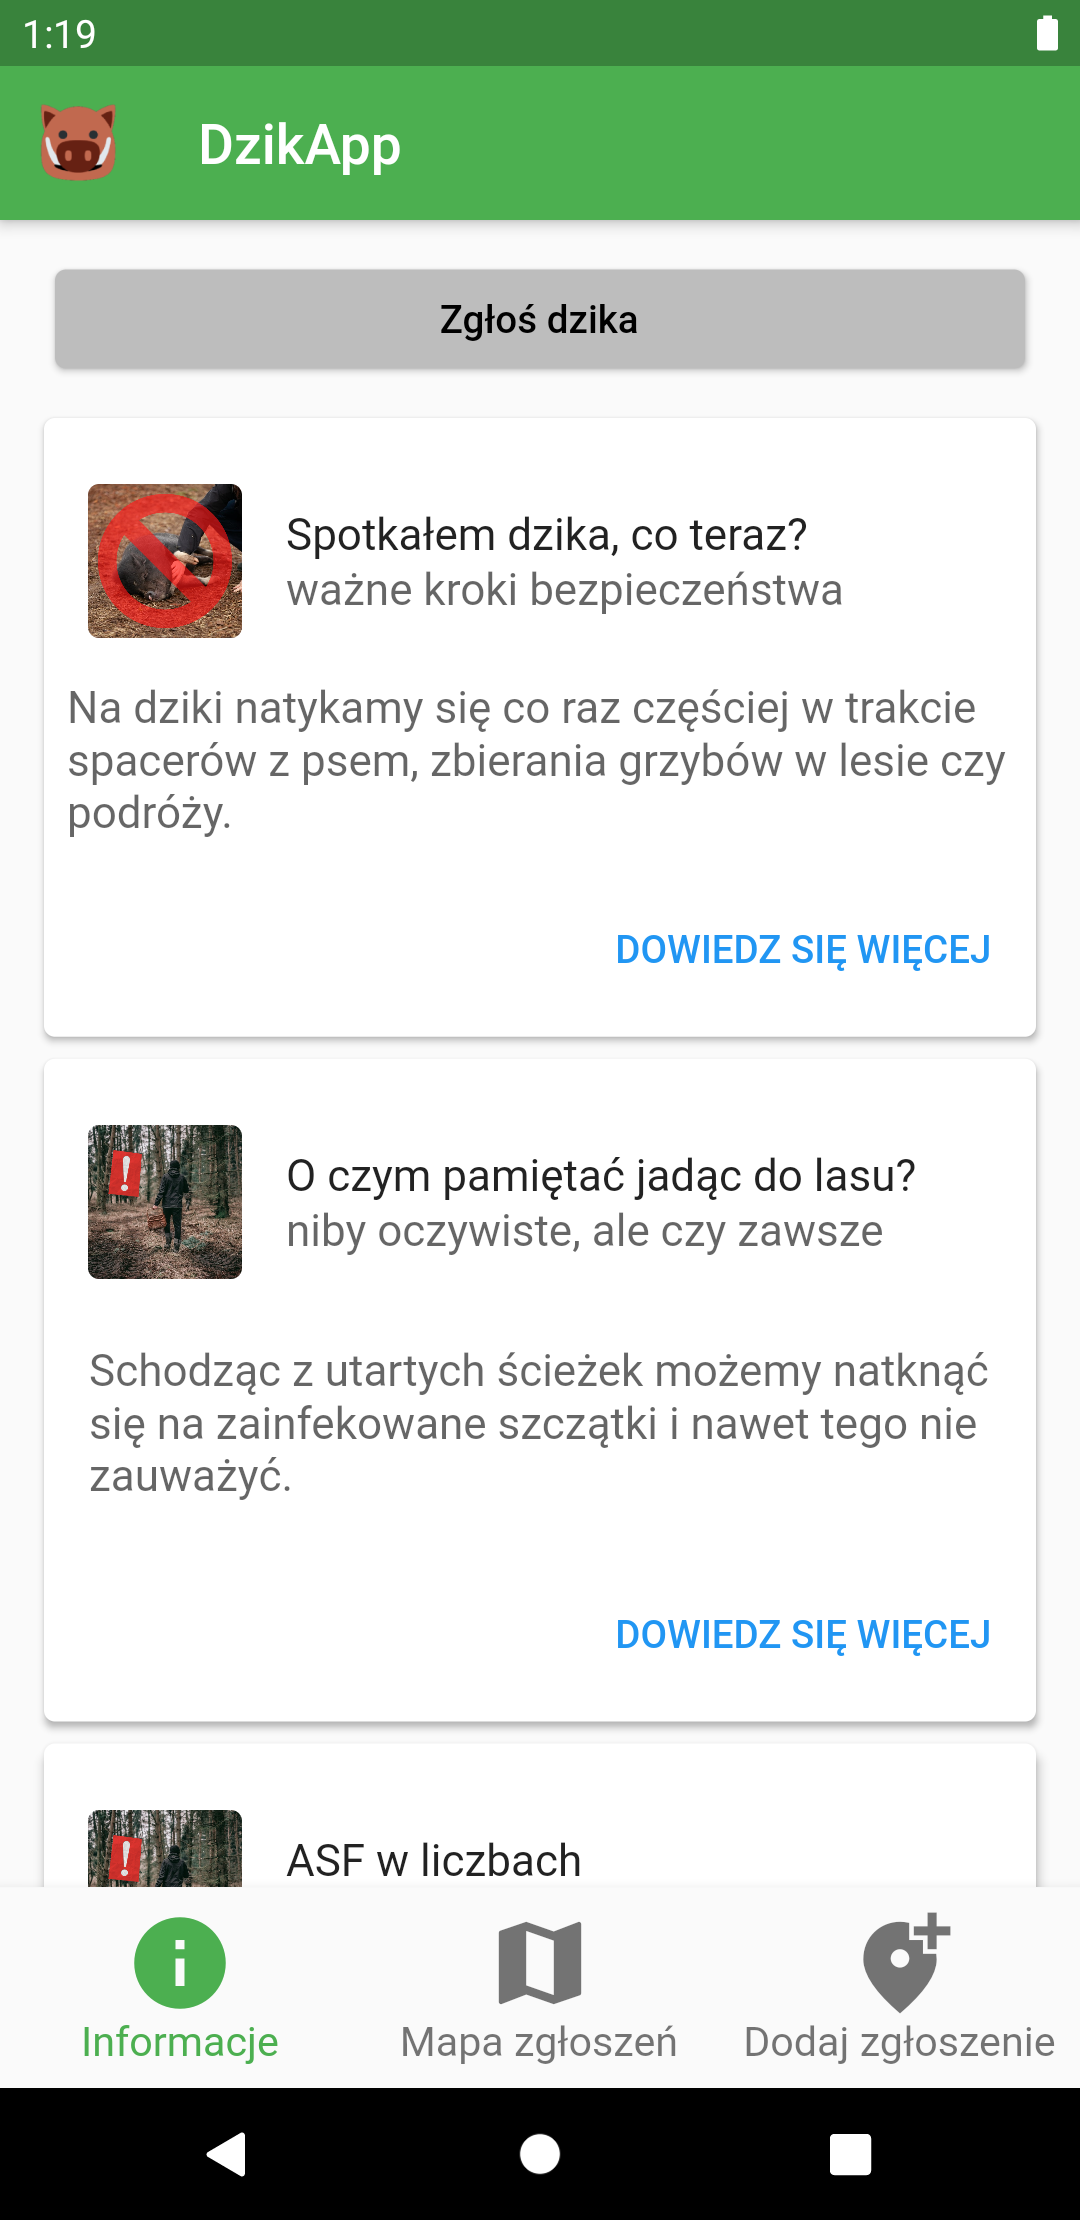 1:19
DzikApp
Zgłoś dzika
Spotkałem dzika, co teraz?
ważne kroki bezpieczeństwa
Na dziki natykamy się co raz częściej w trakcie
spacerów z psem, zbierania grzybów w lesie czy
podróży.
DOWIEDZ SIĘ WIĘCEJ
!
O czym pamiętać jadąc do lasu?
niby oczywiste, ale czy zawsze
Schodząc z utartych ścieżek możemy natknąć
się na zainfekowane szczątki i nawet tego nie
zauważyć.
DOWIEDZ SIĘ WIĘCEJ
!
ASF w liczbach
Informacje
Mapa zgłoszeń
Dodaj zgłoszenie